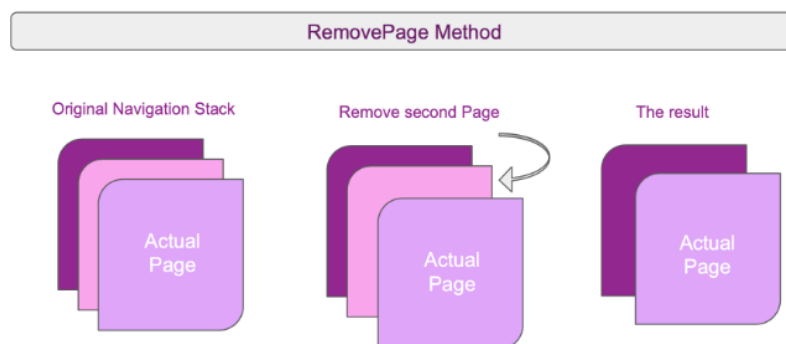 RemovePage Method
Original Navigation Stack
Remove second Page
The result
Actual
Page
Actual
Page
Actual
Page